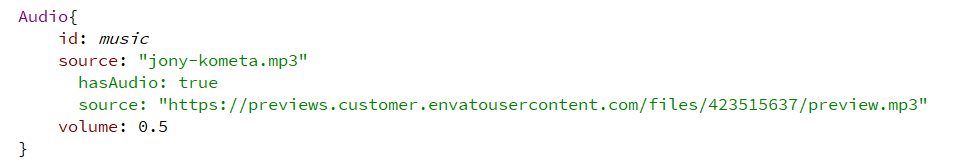 Audio{
id: music
source: "jony-kometa.mp3"
hasAudio: true
source: "https://previews.customer.envatousercontent.com/files/423515637/preview.mp3"
volume: 0.5
}